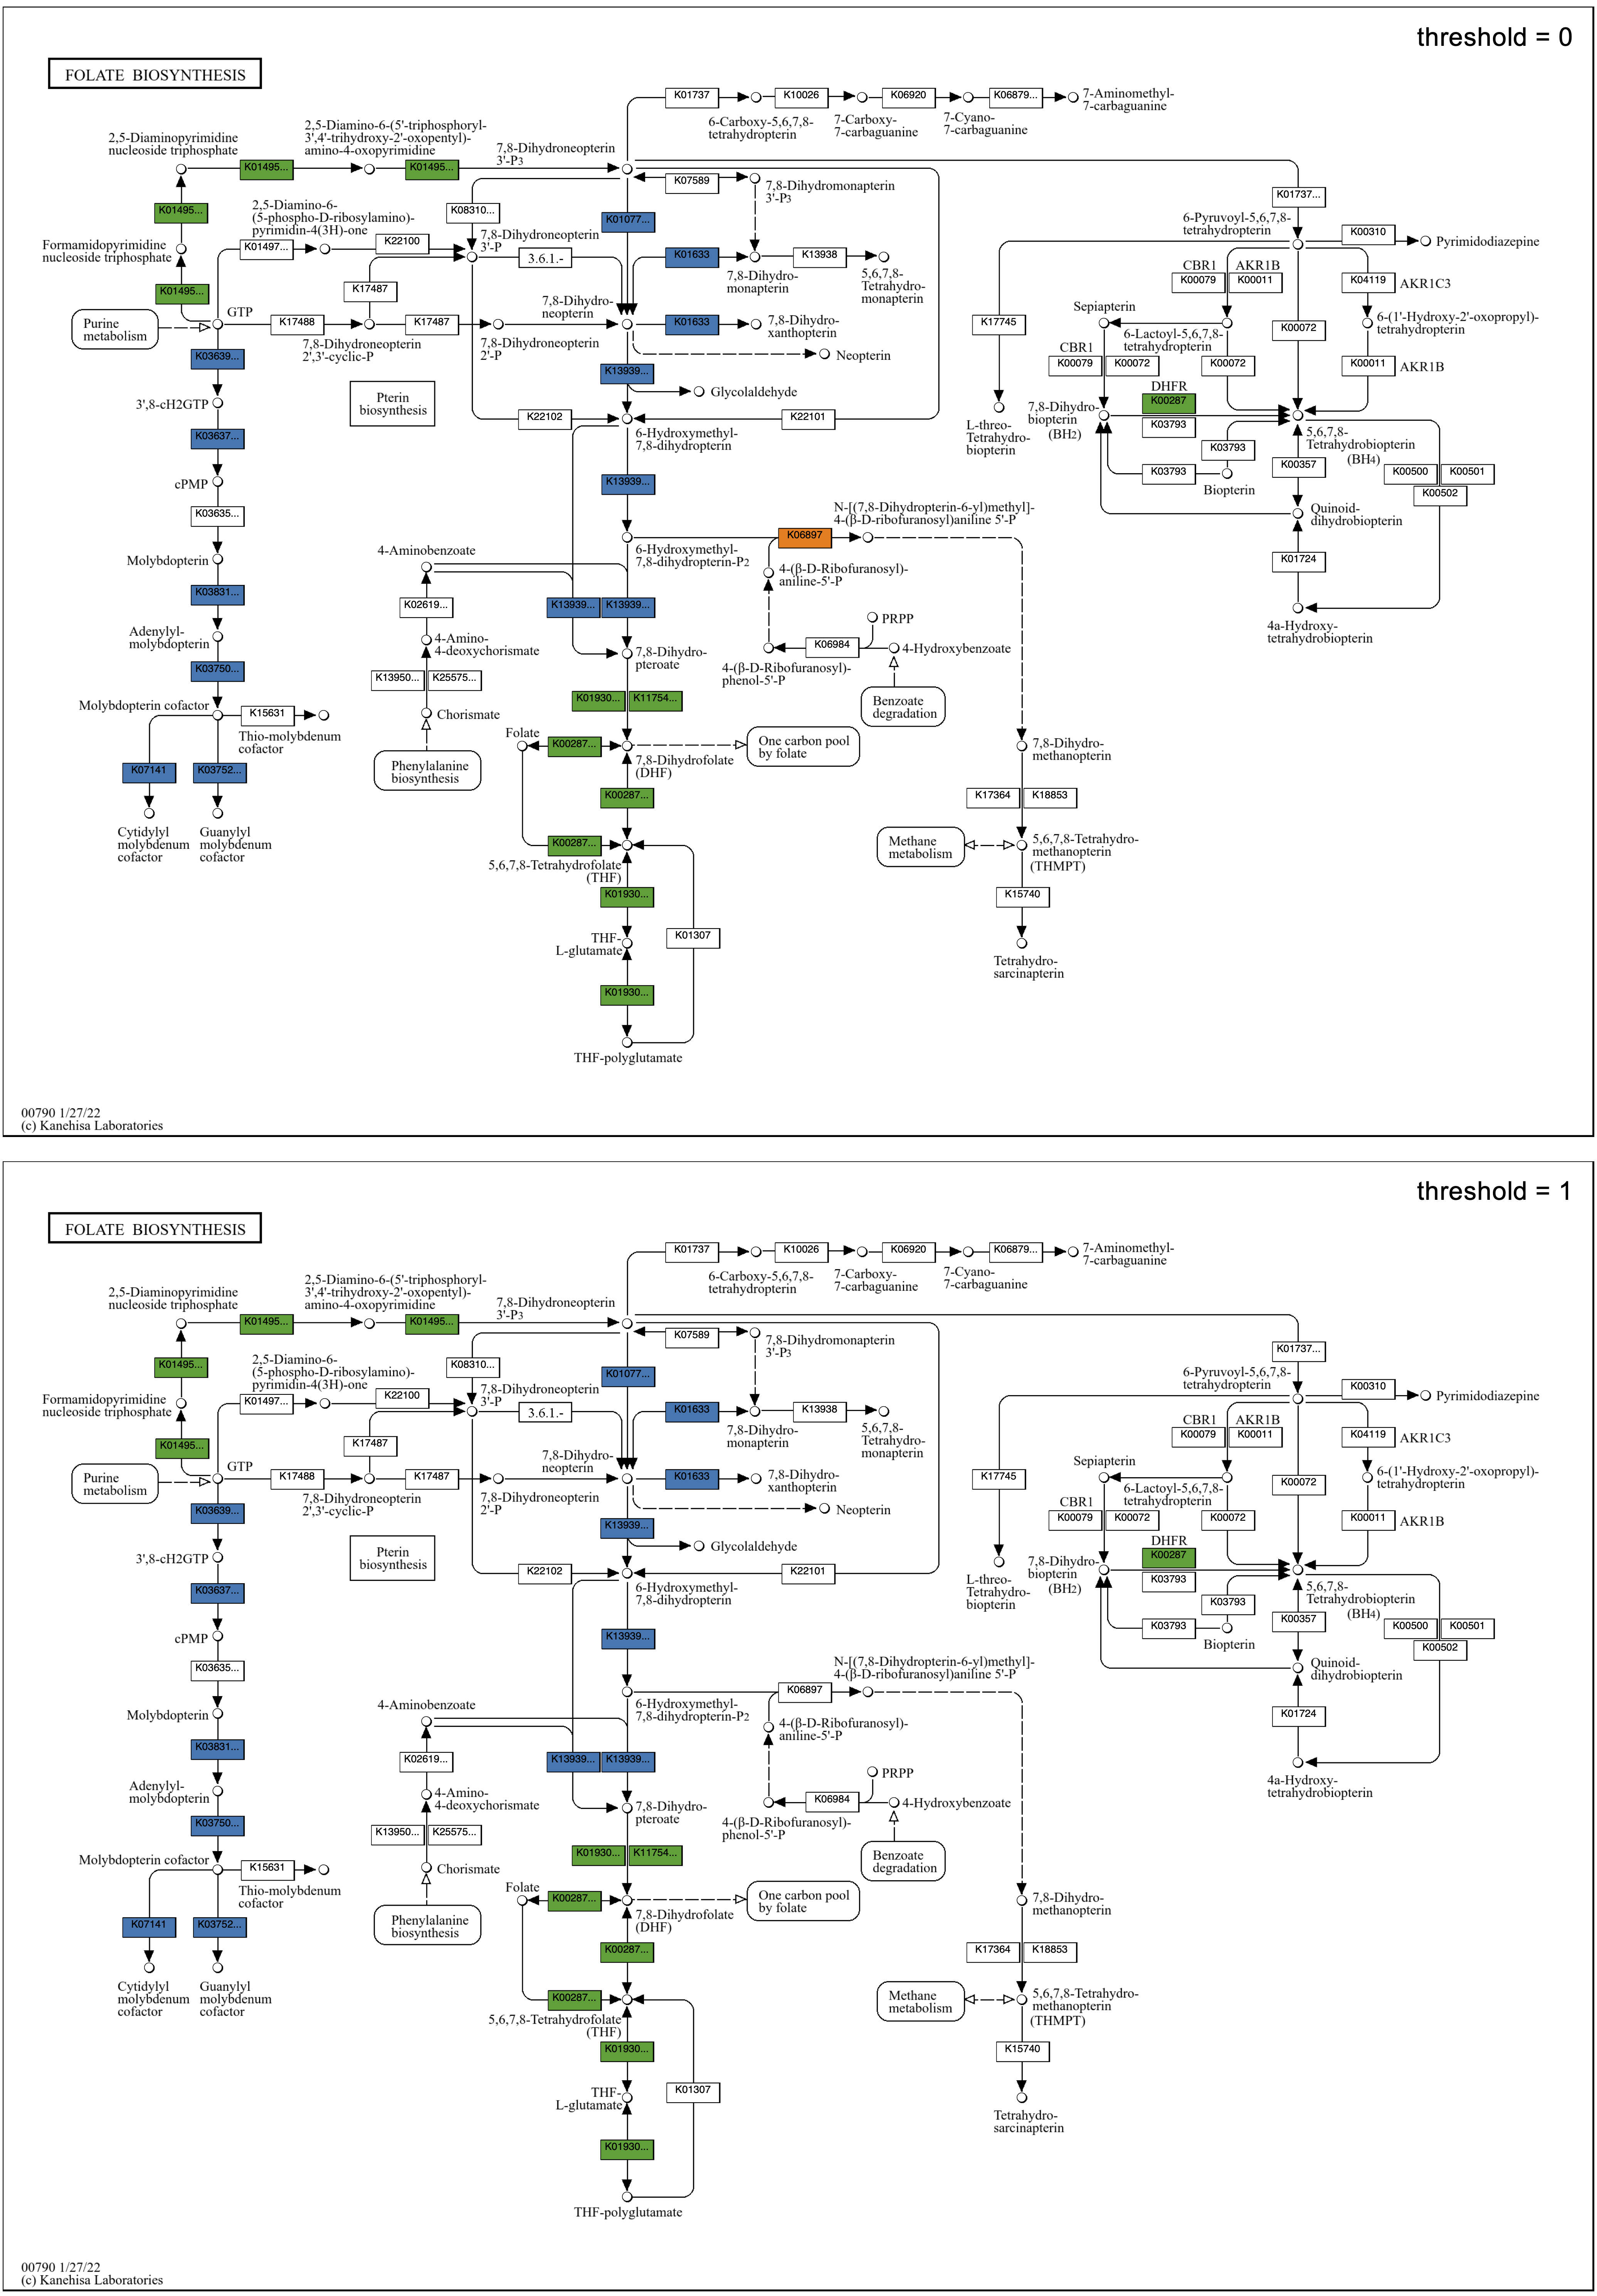 threshold = 0
FOLATE BIOSYNTHESIS
K01737
K10026
K06920
K06879...
7-Aminomethyl-
7-carbaguanine
6-Carboxy-5,6,7,8-
tetrahydropterin
7-Carboxy-
7-carbaguanine
7-Cyano-
7-carbaguanine
2,5-Diaminopyrimidine
nucleoside triphosphate
2,5-Diamino-6-(5'-triphosphoryl-
3',4'-trihydroxy-2'-oxopentyl)-
amino-4-oxopyrimidine
7,8-Dihydroneopterin
3'-P3
K01495...
K01495...
K07589
7,8-Dihydromonapterin
3'-P3
K01737...
K01495...
2,5-Diamino-6-
(5-phospho-D-ribosylamino)-
pyrimidin-4(3H)-one
K08310...
K01077...
6-Pyruvoyl-5,6,7,8-
tetrahydropterin
K00310
Pyrimidodiazepine
Formamidopyrimidine
nucleoside triphosphate
K01497...
K22100
7,8-Dihydroneopterin
3'-P
3.6.1.-
K01633
K13938
7,8-Dihydro-
monapterin
5,6,7,8-
Tetrahydro-
monapterin
CBR1
K00079
AKR1B
K00011
K04119
AKR1C3
K01495...
K17487
GTP
Purine
metabolism
K17488
K17487
7,8-Dihydro-
neopterin
K01633
7,8-Dihydro-
xanthopterin
Neopterin
7,8-Dihydroneopterin
2',3'-cyclic-P
7,8-Dihydroneopterin
2'-P
K17745
Sepiapterin
6-Lactoyl-5,6,7,8-
tetrahydropterin
K00072
6-(1'-Hydroxy-2'-oxopropyl)-
tetrahydropterin
K03639...
K13939...
Glycolaldehyde
CBR1
K00079
K00072
K00072
K00011
AKR1B
3',8-cH2GTP
Pterin
biosynthesis
K22102
K22101
6-Hydroxymethyl-
7,8-dihydropterin
L-threo-
Tetrahydro-
biopterin
7,8-Dihydro-
biopterin
(BH2)
DHFR
K00287
K03793
5,6,7,8-
Tetrahydrobiopterin
(BH4)
K03637...
K03793
K03793
Biopterin
K00357
K00500
K00501
K00502
cPMP
K13939...
Quinoid-
dihydrobiopterin
K03635...
N-[(7,8-Dihydropterin-6-yl)methyl]-
4-(β-D-ribofuranosyl)aniline 5'-P
K06897
6-Hydroxymethyl-
7,8-dihydropterin-P2
4-(β-D-Ribofuranosyl)-
aniline-5'-P
K01724
Molybdopterin
4-Aminobenzoate
K03831...
K02619...
K13939...
K13939...
PRPP
4a-Hydroxy-
tetrahydrobiopterin
Adenylyl-
molybdopterin
4-Amino-
4-deoxychorismate
7,8-Dihydro-
pteroate
K06984
4-Hydroxybenzoate
4-(β-D-Ribofuranosyl)-
phenol-5'-P
K03750...
K13950...
K25575...
K01930...
K11754...
Benzoate
degradation
Molybdopterin cofactor
K15631
Thio-molybdenum
cofactor
Chorismate
Phenylalanine
biosynthesis
Folate
K00287...
7,8-Dihydrofolate
(DHF)
One carbon pool
by folate
7,8-Dihydro-
methanopterin
K07141
K03752...
K00287...
K17364
K18853
Cytidylyl
molybdenum
cofactor
Guanylyl
molybdenum
cofactor
K00287...
5,6,7,8-Tetrahydrofolate
(THF)
Methane
metabolism
5,6,7,8-Tetrahydro-
methanopterin
(THMPT)
K01930...
K15740
THF-
L-glutamate
K01307
Tetrahydro-
sarcinapterin
K01930...
THF-polyglutamate
00790 1/27/22
(c) Kanehisa Laboratories
threshold = 1
FOLATE BIOSYNTHESIS
K01737
K10026
K06920
K06879...
7-Aminomethyl-
7-carbaguanine
6-Carboxy-5,6,7,8-
tetrahydropterin
7-Carboxy-
7-carbaguanine
7-Cyano-
7-carbaguanine
2,5-Diaminopyrimidine
nucleoside triphosphate
2,5-Diamino-6-(5'-triphosphoryl-
3',4'-trihydroxy-2'-oxopentyl)-
amino-4-oxopyrimidine
7,8-Dihydroneopterin
3'-P3
K01495...
K01495...
K07589
7,8-Dihydromonapterin
3'-P3
K01737...
K01495...
2,5-Diamino-6-
(5-phospho-D-ribosylamino)-
pyrimidin-4(3H)-one
K08310...
K01077...
6-Pyruvoyl-5,6,7,8-
tetrahydropterin
K00310
Pyrimidodiazepine
Formamidopyrimidine
nucleoside triphosphate
K01497...
K22100
7,8-Dihydroneopterin
3'-P
3.6.1.-
K01633
K13938
7,8-Dihydro-
monapterin
5,6,7,8-
Tetrahydro-
monapterin
CBR1
K00079
AKR1B
K00011
K04119
AKR1C3
K01495...
K17487
GTP
Purine
metabolism
K17488
K17487
7,8-Dihydro-
neopterin
K01633
7,8-Dihydro-
xanthopterin
Neopterin
7,8-Dihydroneopterin
2',3'-cyclic-P
7,8-Dihydroneopterin
2'-P
K17745
Sepiapterin
6-Lactoyl-5,6,7,8-
tetrahydropterin
K00072
6-(1'-Hydroxy-2'-oxopropyl)-
tetrahydropterin
K03639...
K13939...
Glycolaldehyde
CBR1
K00079
K00072
K00072
K00011
AKR1B
3',8-cH2GTP
Pterin
biosynthesis
K22102
K22101
6-Hydroxymethyl-
7,8-dihydropterin
L-threo-
Tetrahydro-
biopterin
7,8-Dihydro-
biopterin
(BH2)
DHFR
K00287
K03793
5,6,7,8-
Tetrahydrobiopterin
(BH4)
K03637...
K03793
K03793
Biopterin
K00357
K00500
K00501
K00502
cPMP
K13939...
Quinoid-
dihydrobiopterin
K03635...
N-[(7,8-Dihydropterin-6-yl)methyl]-
4-(β-D-ribofuranosyl)aniline 5'-P
K06897
6-Hydroxymethyl-
7,8-dihydropterin-P2
4-(β-D-Ribofuranosyl)-
aniline-5'-P
K01724
Molybdopterin
4-Aminobenzoate
K03831...
K02619...
K13939...
K13939...
PRPP
4a-Hydroxy-
tetrahydrobiopterin
Adenylyl-
molybdopterin
4-Amino-
4-deoxychorismate
7,8-Dihydro-
pteroate
K06984
4-Hydroxybenzoate
4-(β-D-Ribofuranosyl)-
phenol-5'-P
K03750...
K13950...
K25575...
K01930...
K11754...
Benzoate
degradation
Molybdopterin cofactor
K15631
Thio-molybdenum
cofactor
Chorismate
Phenylalanine
biosynthesis
Folate
K00287...
7,8-Dihydrofolate
(DHF)
One carbon pool
by folate
7,8-Dihydro-
methanopterin
K07141
K03752...
K00287...
K17364
K18853
Cytidylyl
molybdenum
cofactor
Guanylyl
molybdenum
cofactor
K00287...
5,6,7,8-Tetrahydrofolate
(THF)
Methane
metabolism
5,6,7,8-Tetrahydro-
methanopterin
(THMPT)
K01930...
K15740
THF-
L-glutamate
K01307
Tetrahydro-
sarcinapterin
K01930...
THF-polyglutamate
00790 1/27/22
(c) Kanehisa Laboratories